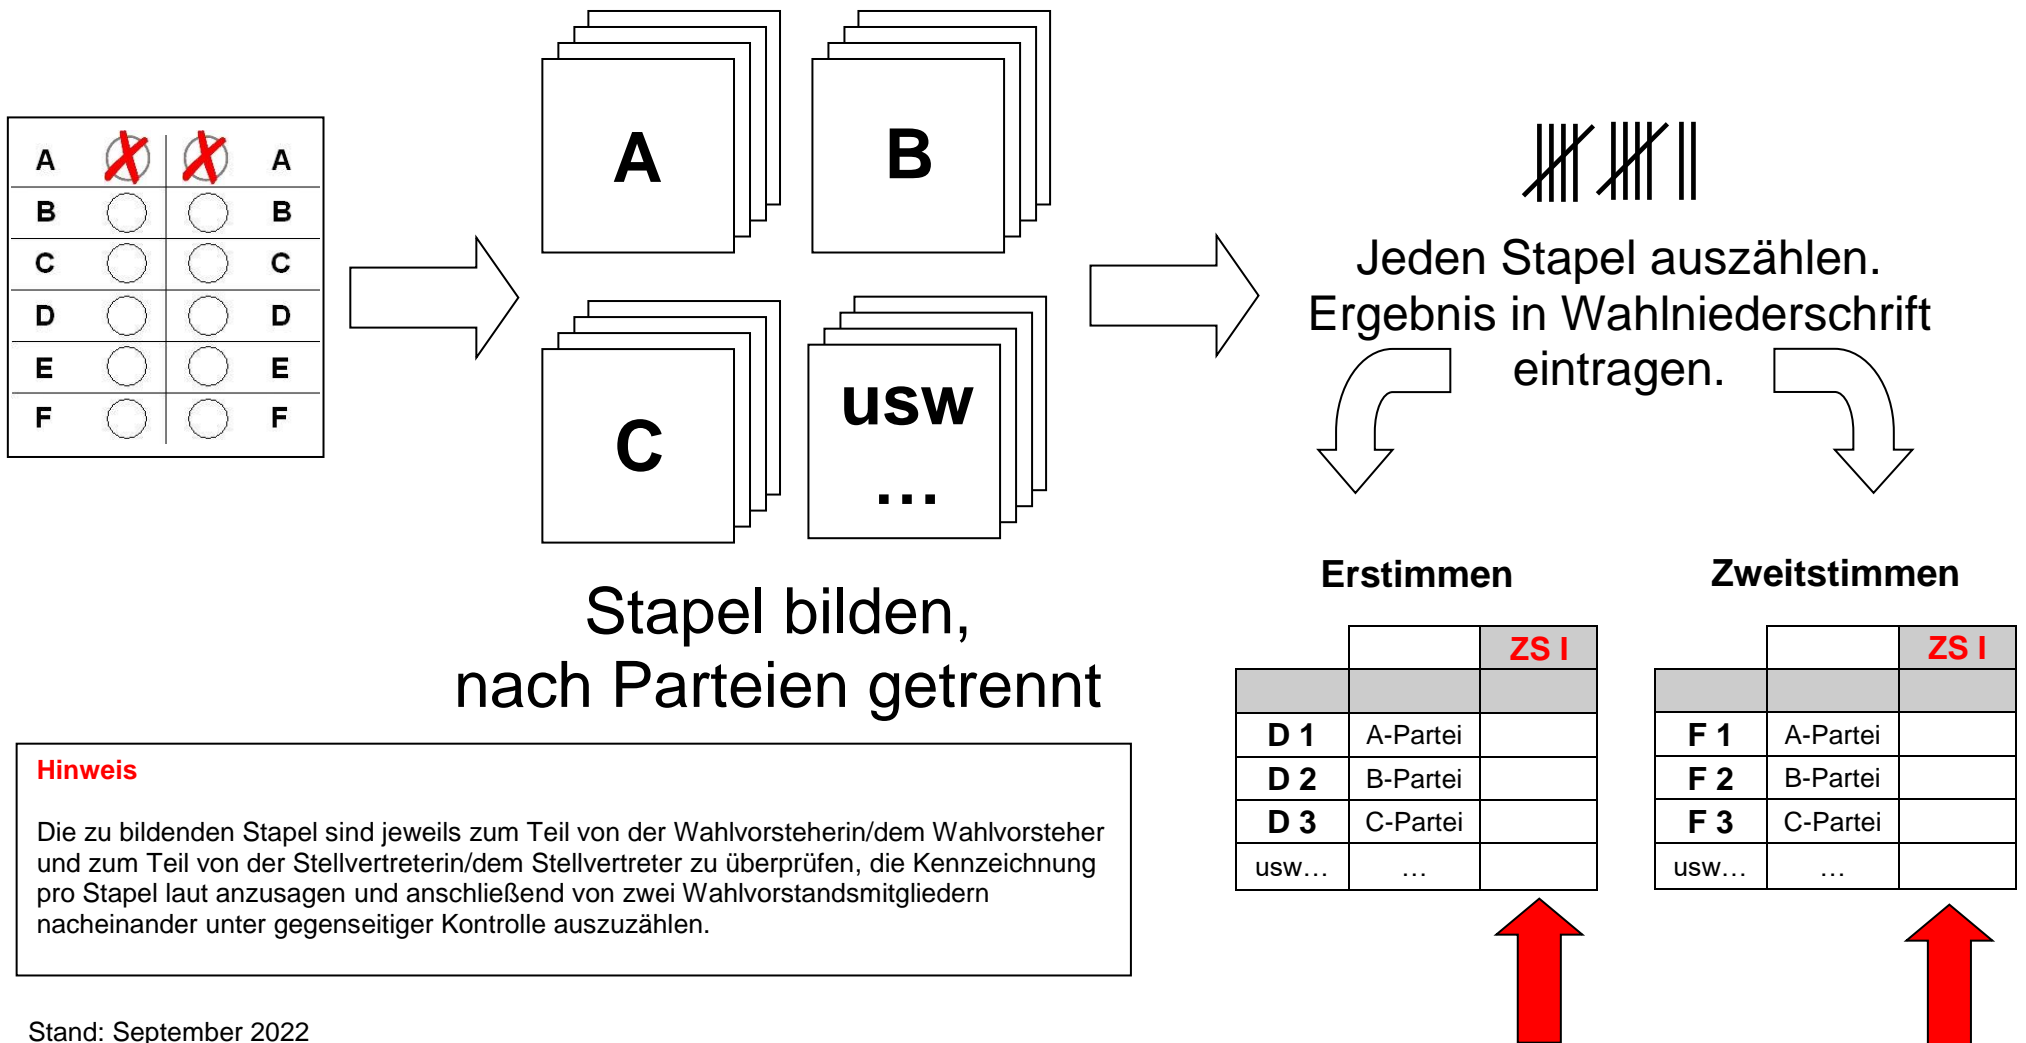 A A
B B
C C
D D
E E
F F
A
B
C
usw
...
Stapel bilden,
nach Parteien getrennt
Jeden Stapel auszählen.
Ergebnis in Wahlniederschrift
eintragen.
Erstimmen
ZS I
D 1 A-Partei
D 2 B-Partei
D 3 C-Partei
usw… …
Zweitstimmen
ZS I
F 1 A-Partei
F 2 B-Partei
F 3 C-Partei
usw… …
Hinweis
Die zu bildenden Stapel sind jeweils zum Teil von der Wahlvorsteherin/dem Wahlvorsteher
und zum Teil von der Stellvertreterin/dem Stellvertreter zu überprüfen, die Kennzeichnung
pro Stapel laut anzusagen und anschließend von zwei Wahlvorstandsmitgliedern
nacheinander unter gegenseitiger Kontrolle auszuzählen.
Stand: September 2022